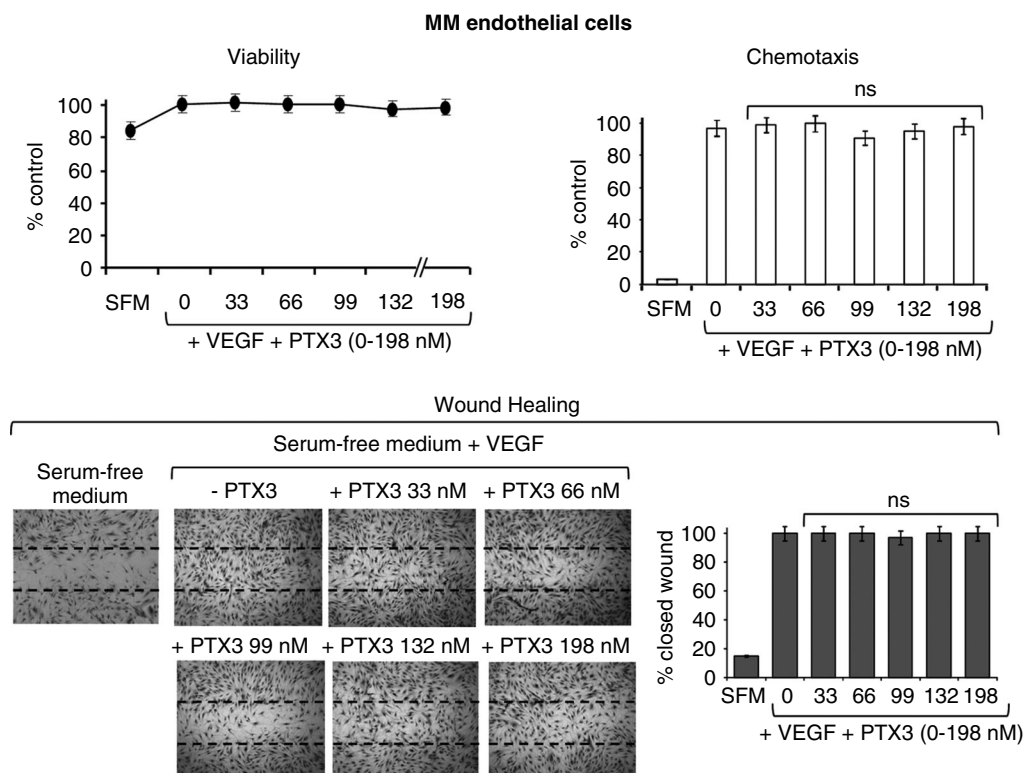 MM endothelial cells
Viability
% control
100
80
60
40
20
0
SFM 0 33 66 99 132 198
+ VEGF + PTX3 (0-198 nM)
Chemotaxis
ns
% control
100
80
60
40
20
0
SFM 0 33 66 99 132 198
+ VEGF + PTX3 (0-198 nM)
Wound Healing
Serum-free medium + VEGF
Serum-free
medium
- PTX3 + PTX3 33 nM + PTX3 66 nM
+ PTX3 99 nM + PTX3 132 nM + PTX3 198 nM
ns
% closed wound
100
80
60
40
20
0
SFM 0 33 66 99 132 198
+ VEGF + PTX3 (0-198 nM)